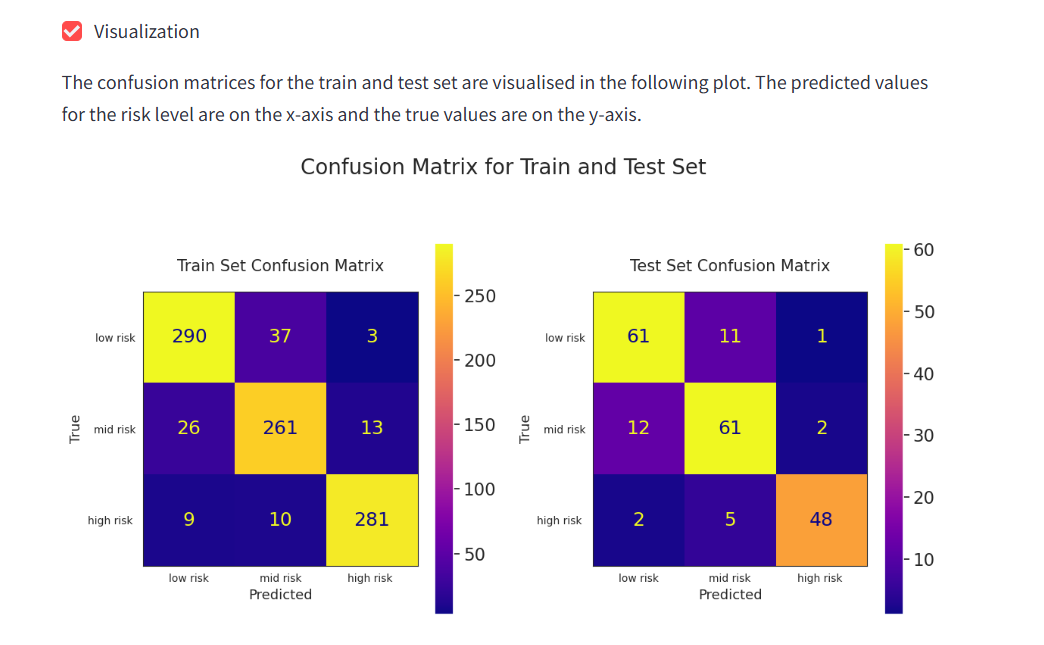 Visualization
The confusion matrices for the train and test set are visualised in the following plot. The predicted values
for the risk level are on the x-axis and the true values are on the y-axis.
Confusion Matrix for Train and Test Set
Train Set Confusion Matrix
low risk 290 37 3
mid risk 26 261 13
high risk 9 10 281
True
low risk mid risk high risk
Predicted
250
200
150
100
50
Test Set Confusion Matrix
low risk 61 11 1
mid risk 12 61 2
high risk 2 5 48
True
low risk mid risk high risk
Predicted
60
50
40
30
20
10